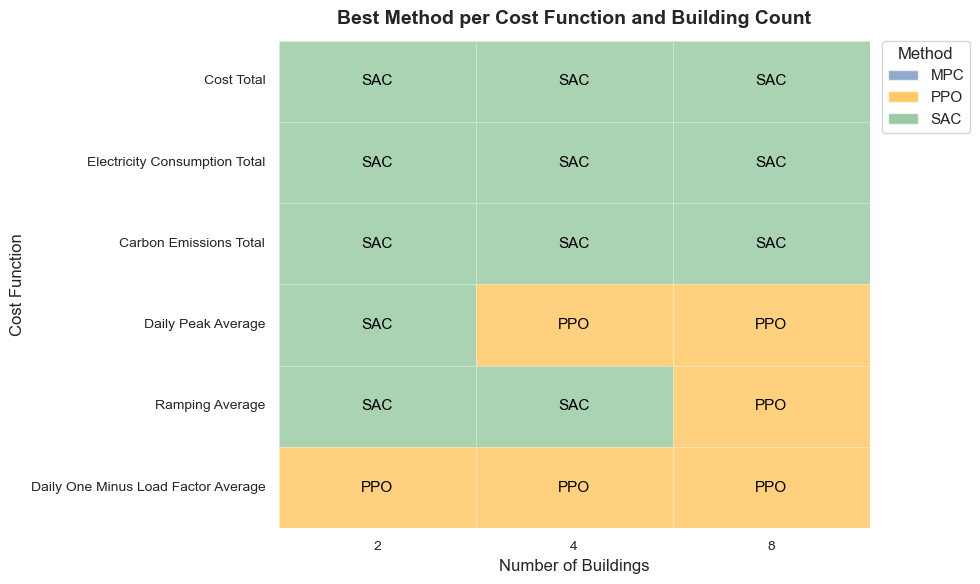 Best Method per Cost Function and Building Count
Method
MPC
PPO
SAC
Cost Function
Cost Total
SAC SAC SAC
Electricity Consumption Total
SAC SAC SAC
Carbon Emissions Total
SAC SAC SAC
Daily Peak Average
SAC PPO PPO
Ramping Average
SAC SAC PPO
Daily One Minus Load Factor Average
PPO PPO PPO
2 4 8
Number of Buildings